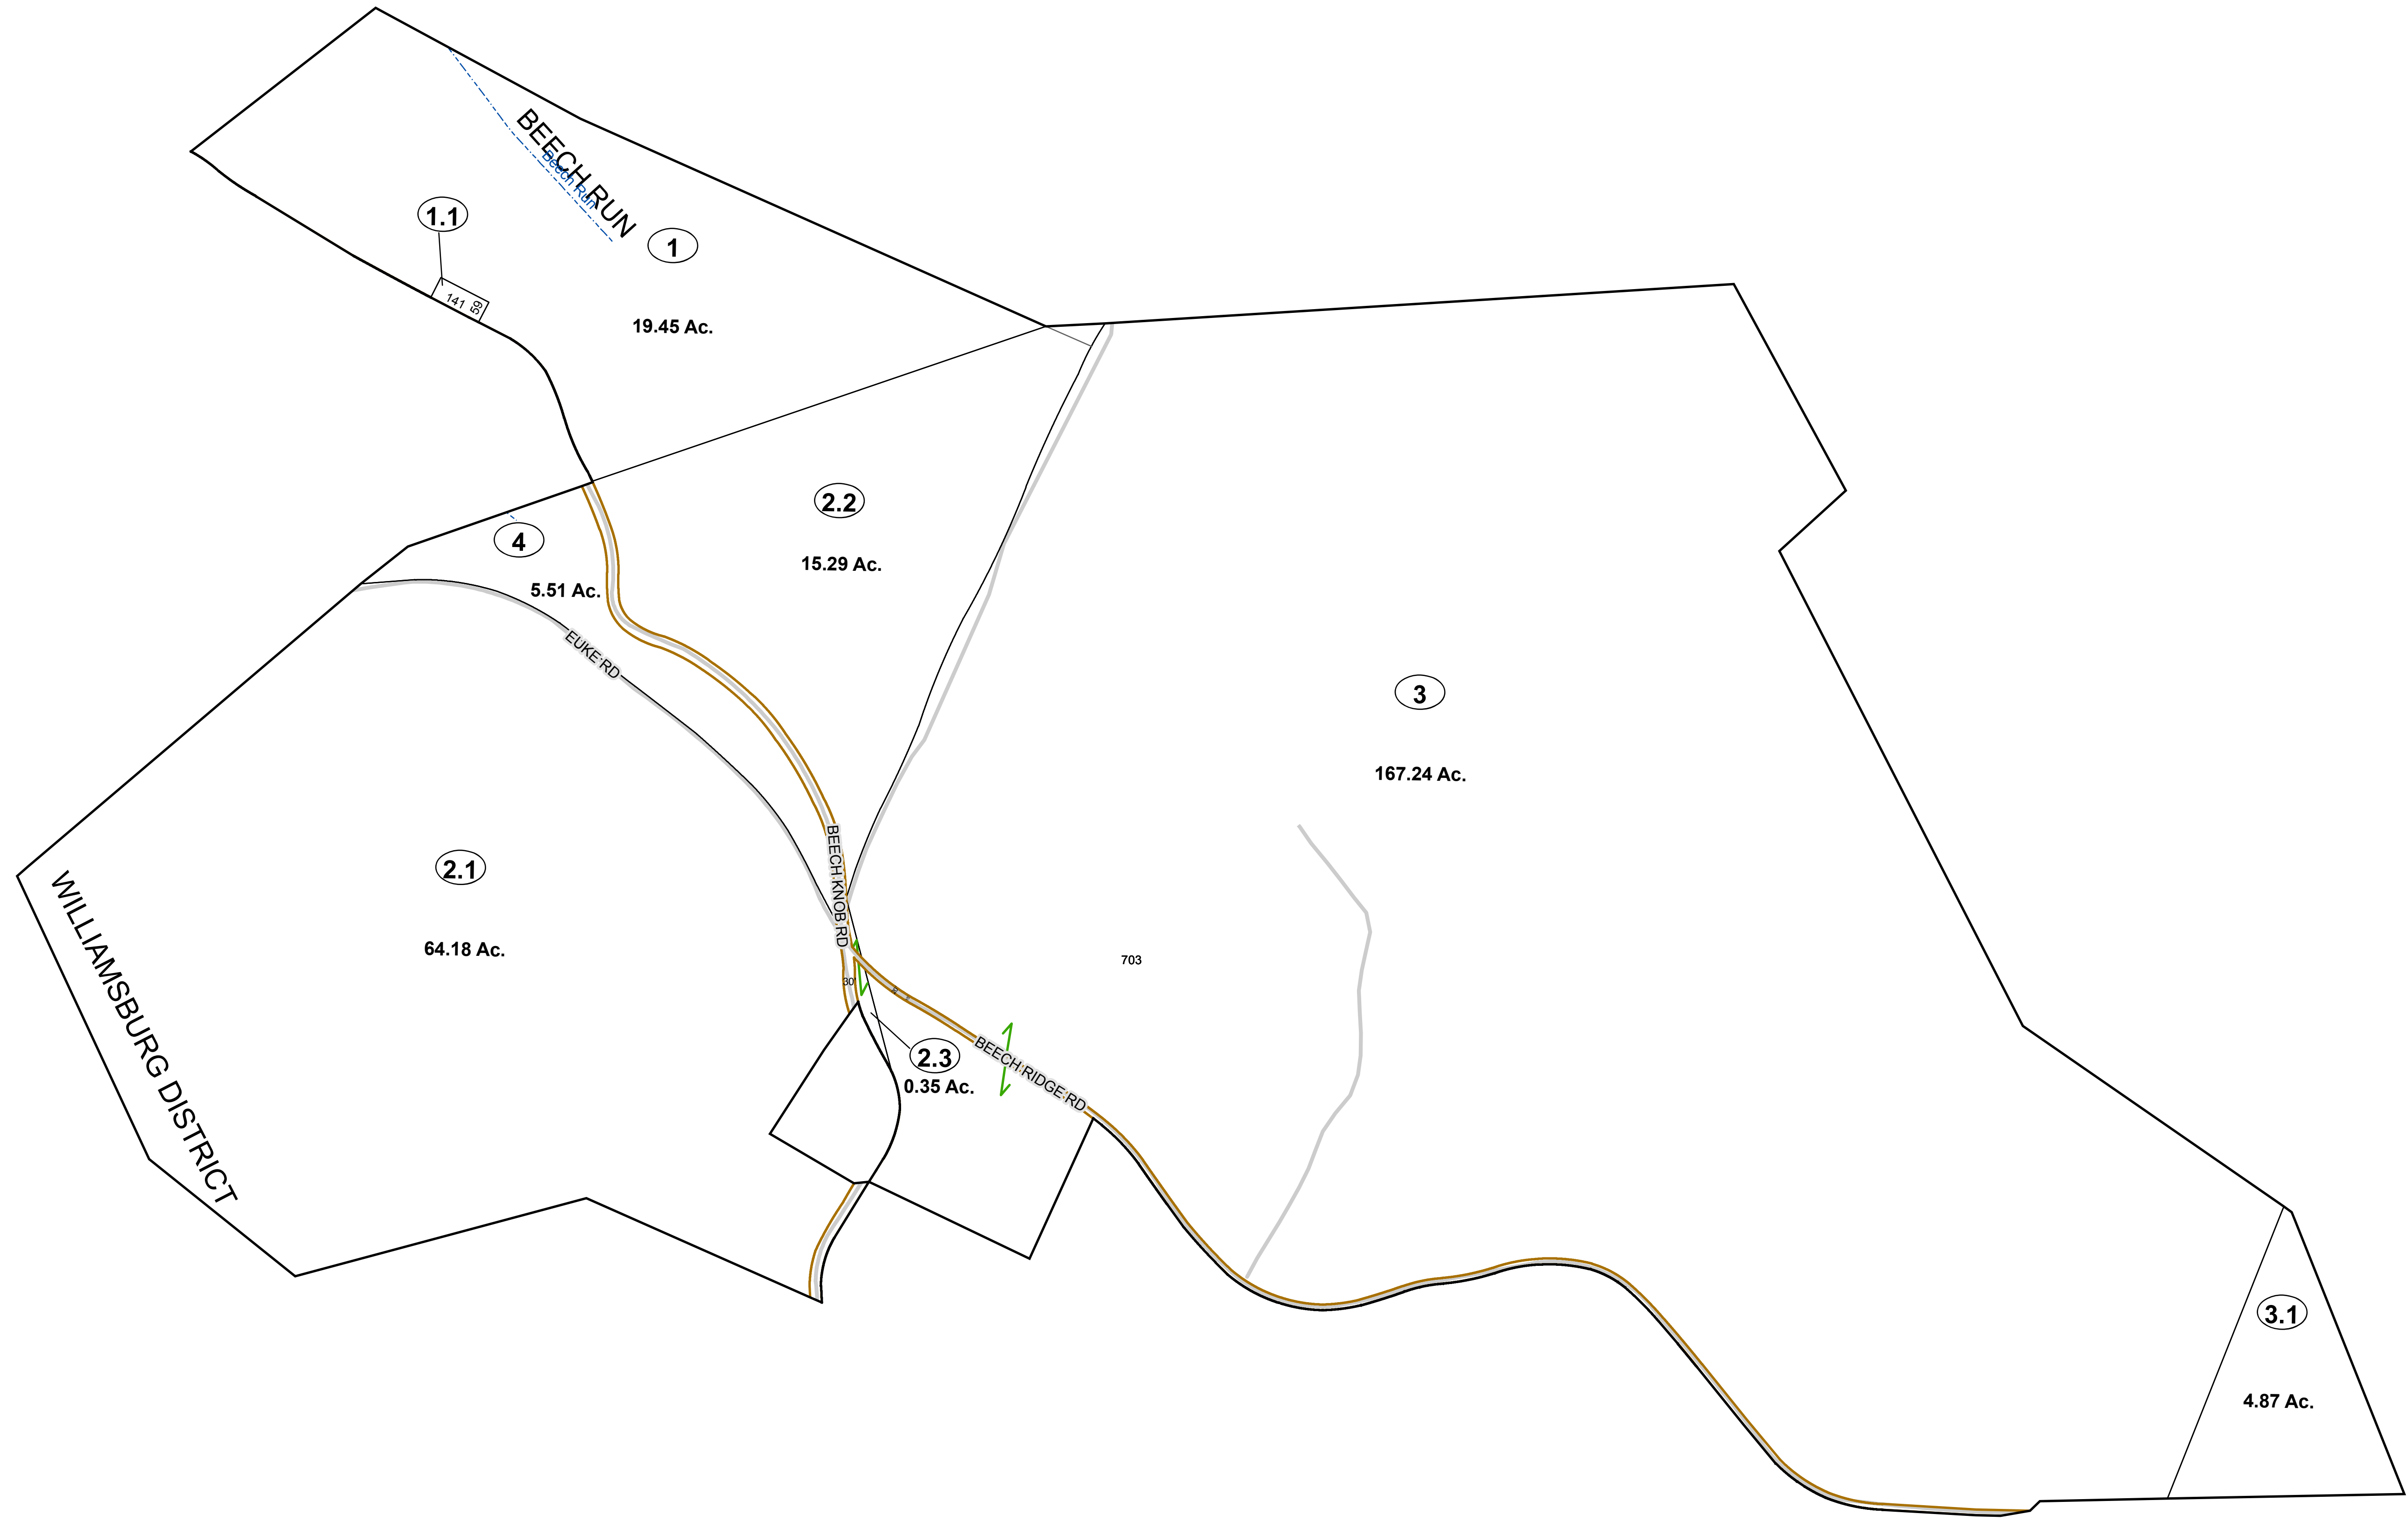 BEECH RUN
Beech Run
1.1
1
141
59
19.45 Ac.
2.2
4
15.29 Ac.
5.51 Ac.
EUKE RD
3
167.24 Ac.
BEECH KNOB RD
2.1
WILLIAMSBURG DISTRICT
64.18 Ac.
703
30'
2.3
BEECH RIDGE RD
0.35 Ac.
3.1
4.87 Ac.